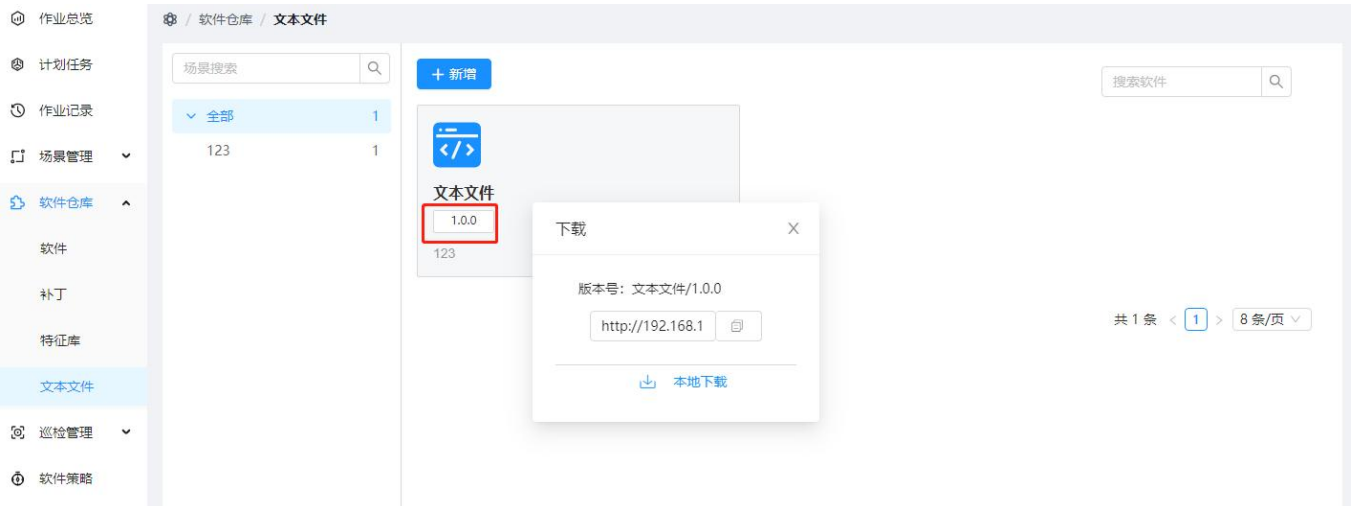 作业总览
计划任务
作业记录
场景管理
软件仓库
软件
补丁
特征库
文本文件
巡检管理
软件策略
/ 软件仓库 / 文本文件
场景搜索
全部 1
123 1
+ 新增
搜索软件
</>
文本文件
1.0.0
123
下载 X
版本号：文本文件/1.0.0
http://192.168.1
本地下载
共 1 条 < 1 > 8 条/页